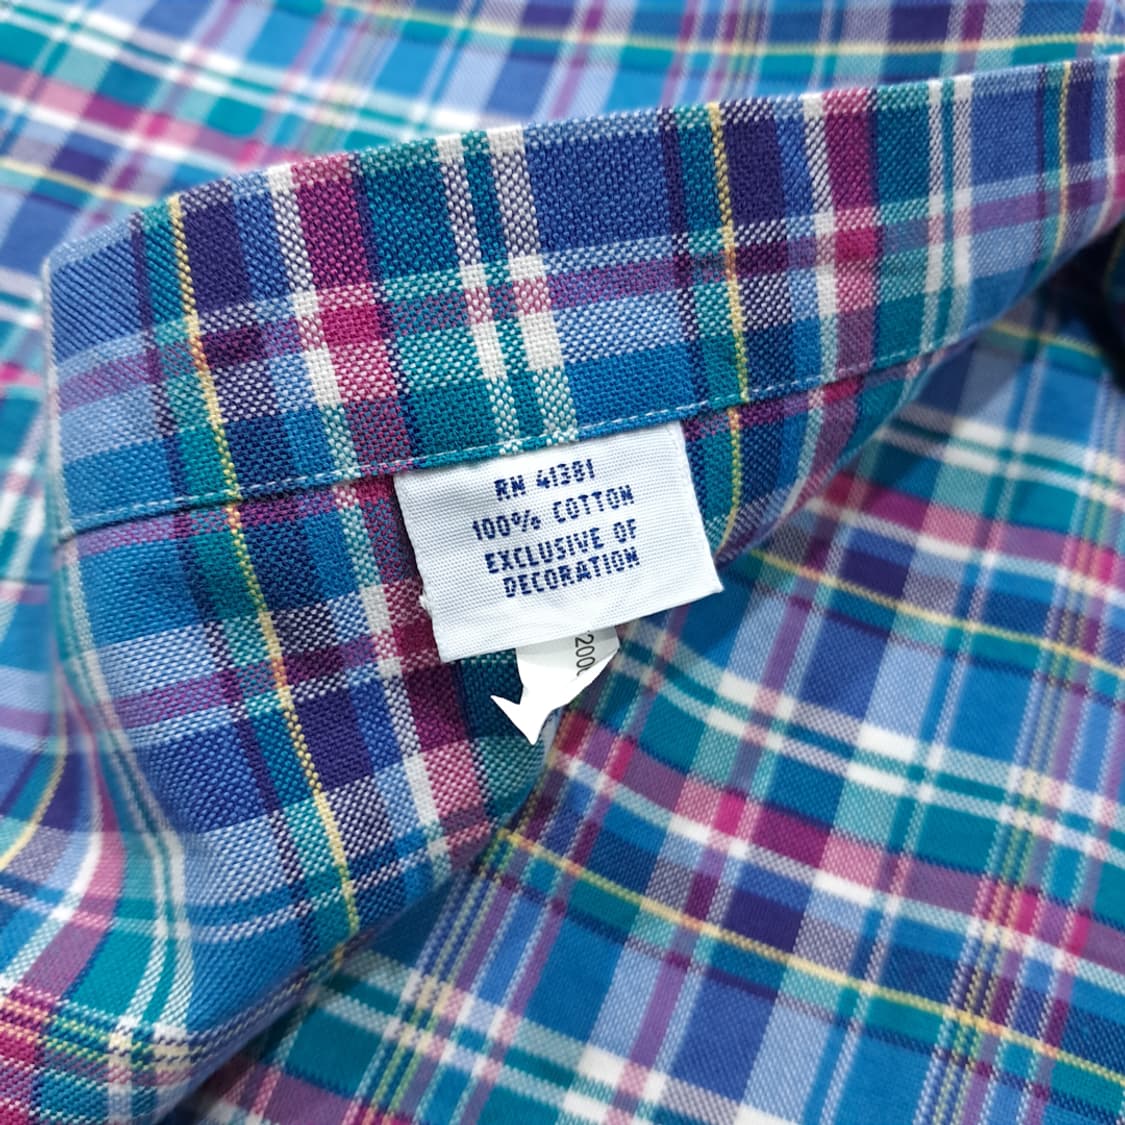 RN 41381
100% COTTON
EXCLUSIVE OF
DECORATION